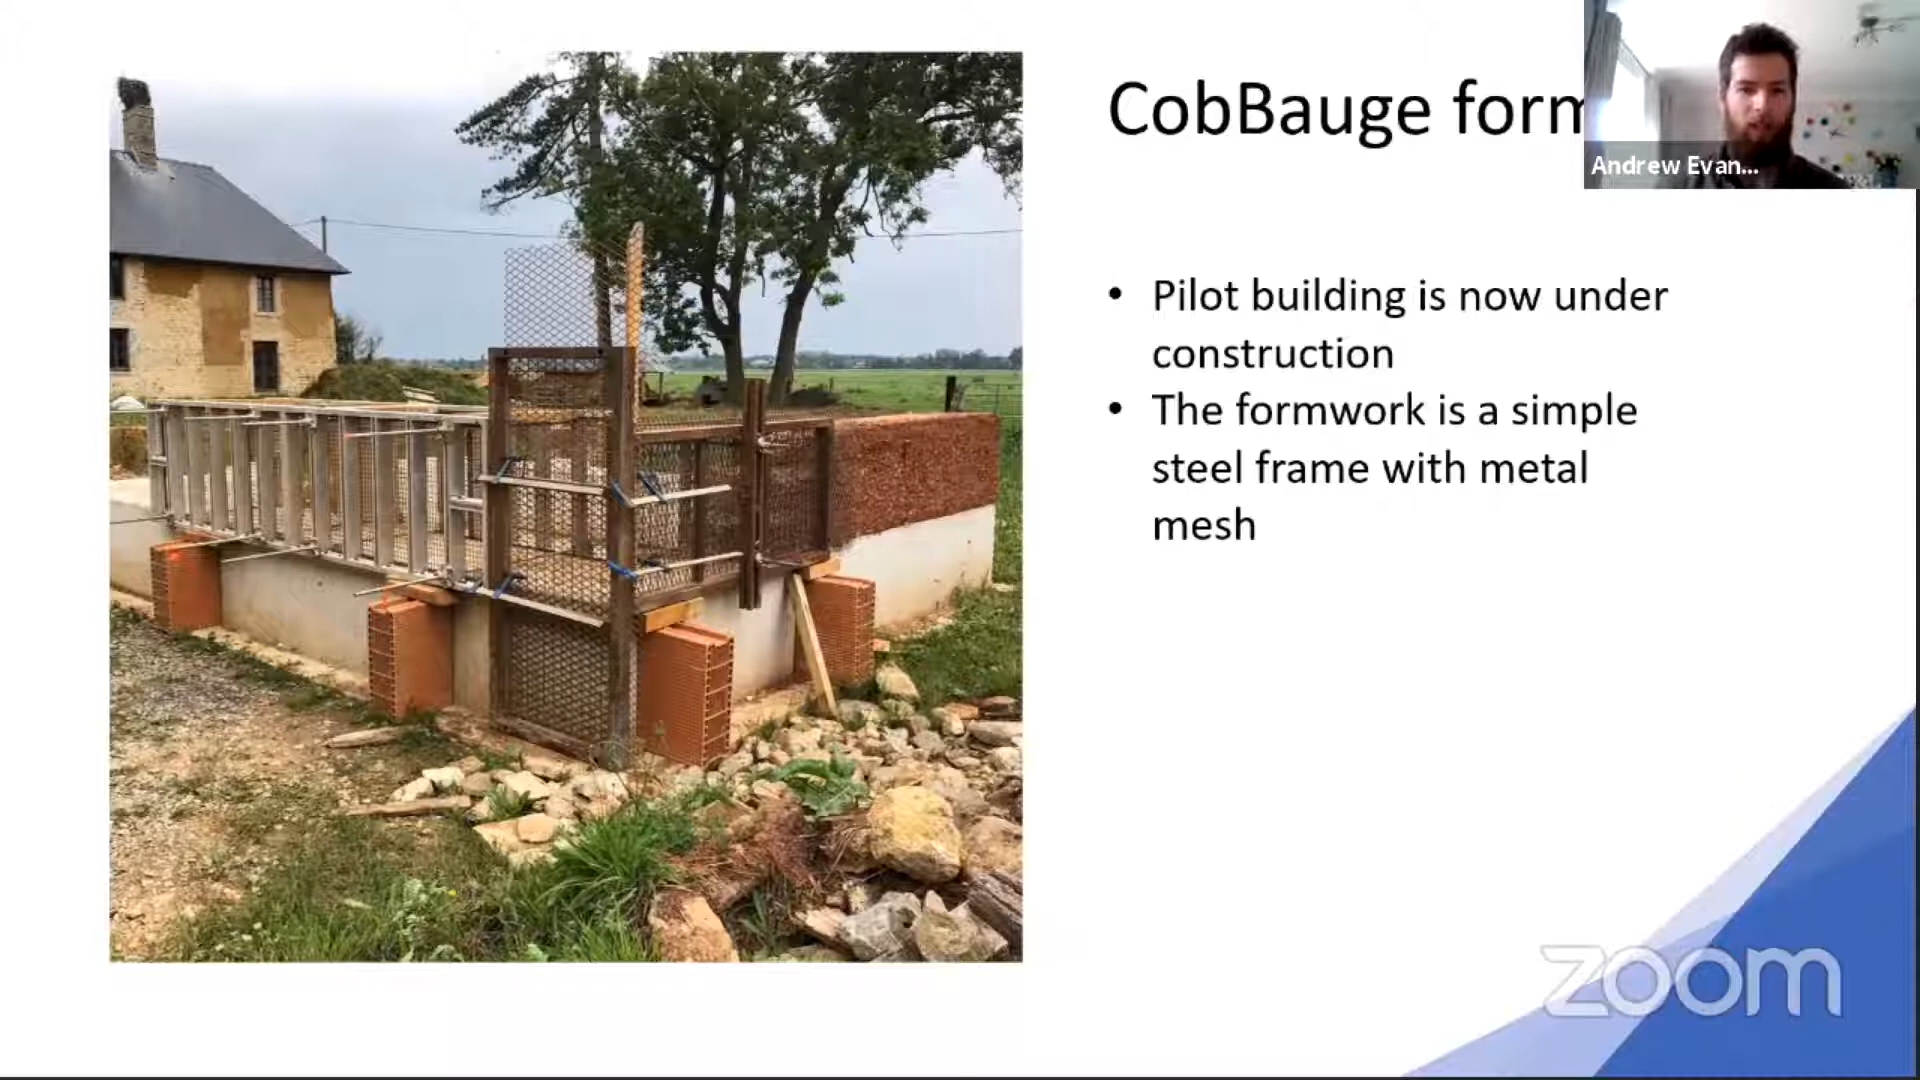 CobBauge form
Andrew Evan...
• Pilot building is now under
construction
• The formwork is a simple
steel frame with metal
mesh
zoom